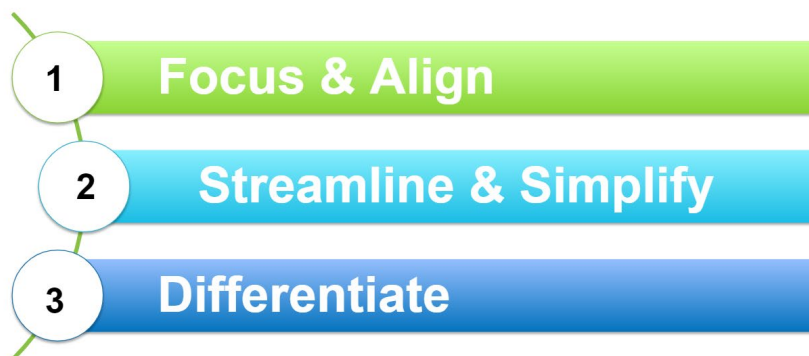 1 Focus & Align
2 Streamline & Simplify
3 Differentiate